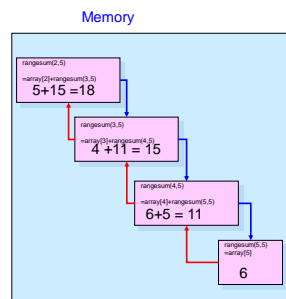 Memory
rangesum(2,5)
=array[2]+rangesum(3,5)
5+15 =18
rangesum(3,5)
=array[3]+rangesum(4,5)
4 +11 = 15
rangesum(4,5)
=array[4]+rangesum(5,5)
6+5 = 11
rangesum(5,5)
=array[5]
6